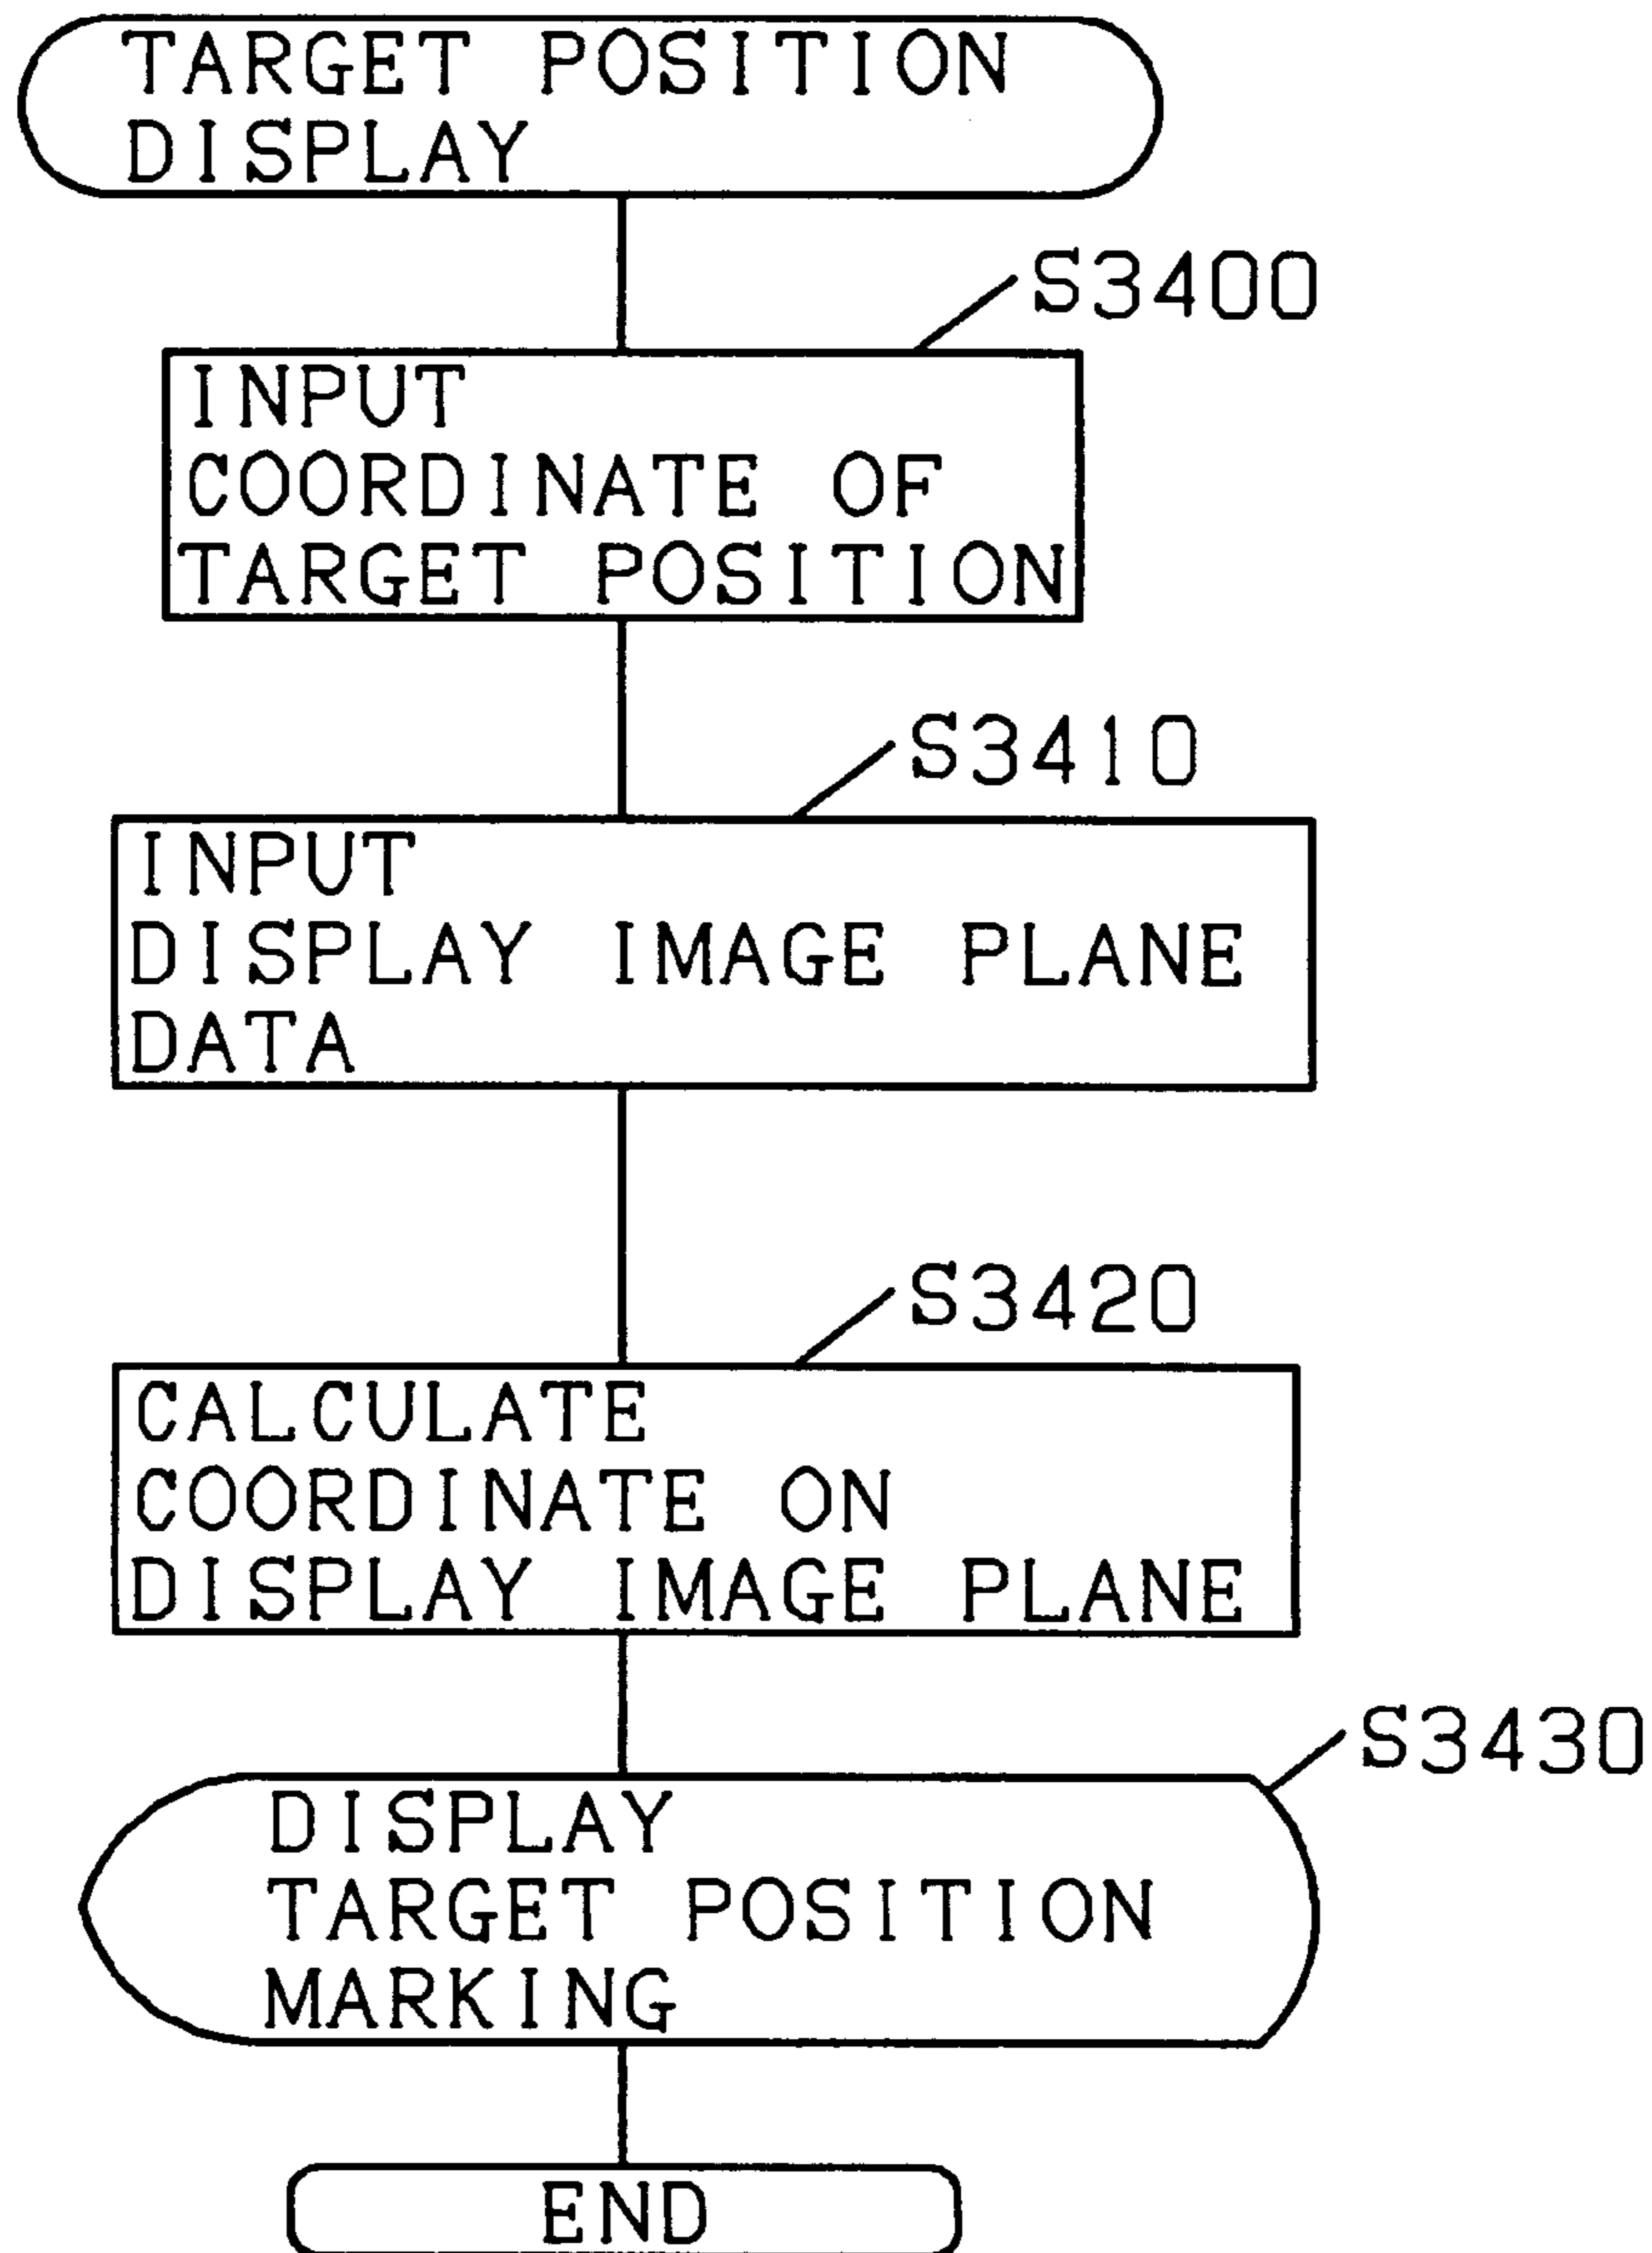 TARGET POSITION
DISPLAY
S3400
INPUT
COORDINATE OF
TARGET POSITION
S3410
INPUT
DISPLAY IMAGE PLANE
DATA
S3420
CALCULATE
COORDINATE ON
DISPLAY IMAGE PLANE
S3430
DISPLAY
TARGET POSITION
MARKING
END